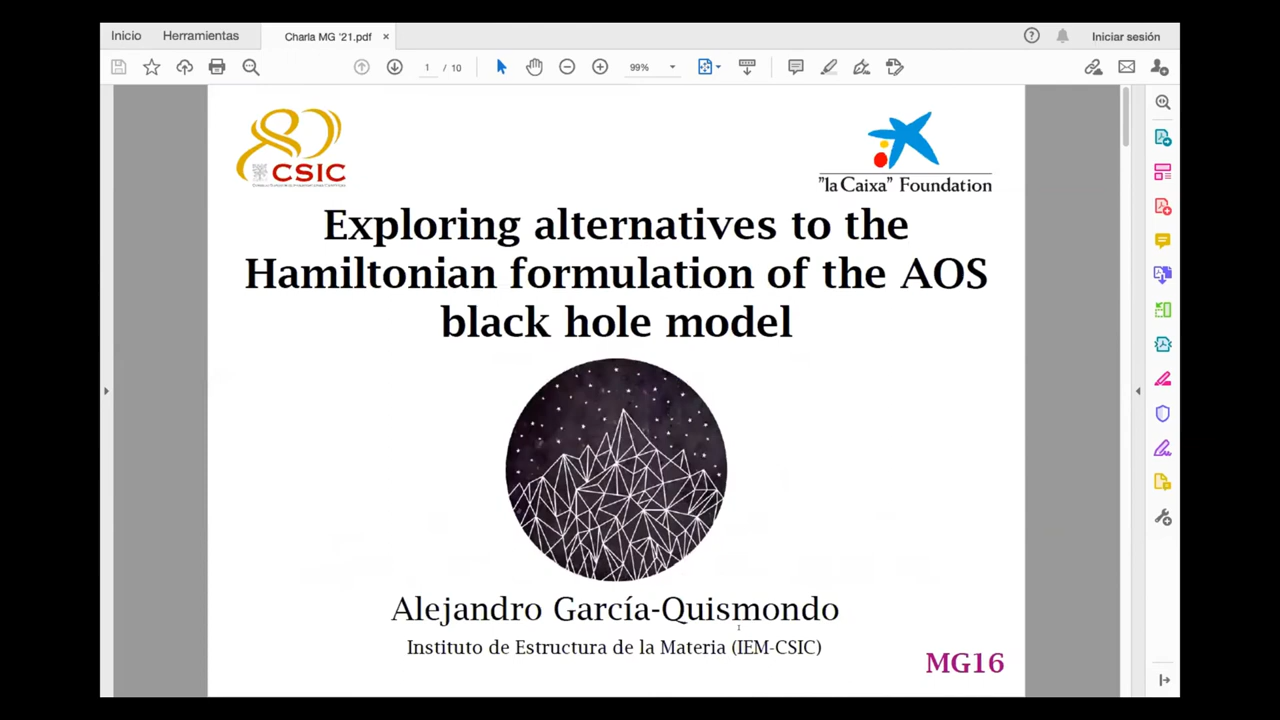 Inicio Herramientas Charla MG '21.pdf × Iniciar sesión
1 / 10 99%
80
CSIC
"la Caixa" Foundation
Exploring alternatives to the
Hamiltonian formulation of the AOS
black hole model
Alejandro García-Quismondo
Instituto de Estructura de la Materia (IEM-CSIC)
MG16